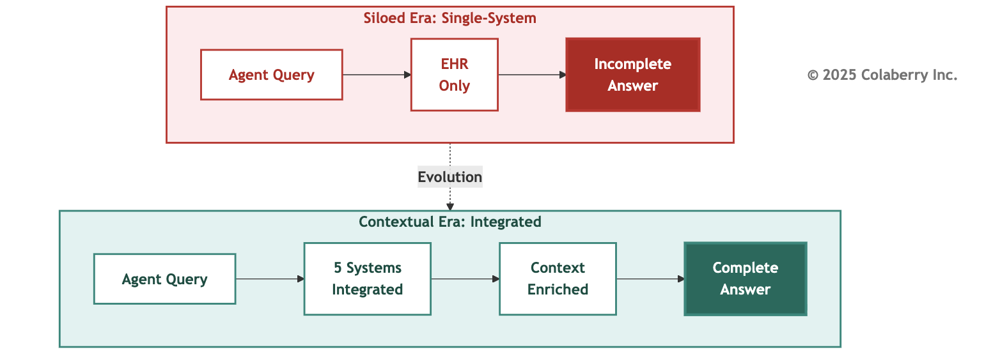 Siloed Era: Single-System
Agent Query
EHR
Only
Incomplete
Answer
© 2025 Colaberry Inc.
Evolution
Contextual Era: Integrated
Agent Query
5 Systems
Integrated
Context
Enriched
Complete
Answer